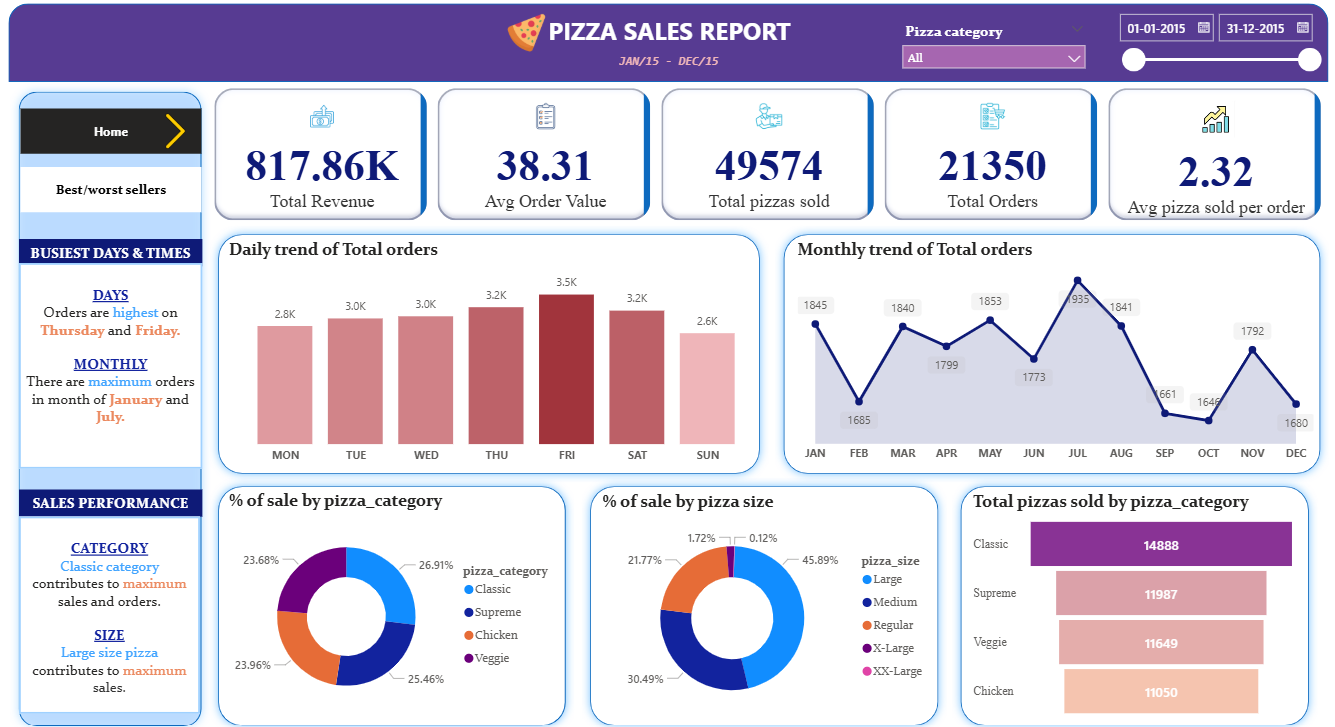 PIZZA SALES REPORT
JAN/15 - DEC/15
Pizza category
All
01-01-2015
31-12-2015
Home
Best/worst sellers
BUSIEST DAYS & TIMES
DAYS
Orders are highest on
Thursday and Friday.
MONTHLY
There are maximum orders
in month of January and
July.
SALES PERFORMANCE
CATEGORY
Classic category
contributes to maximum
sales and orders.
SIZE
Large size pizza
contributes to maximum
sales.
817.86K
Total Revenue
38.31
Avg Order Value
49574
Total pizzas sold
21350
Total Orders
2.32
Avg pizza sold per order
Daily trend of Total orders
2.8K
3.0K
3.0K
3.2K
3.5K
3.2K
2.6K
MON
TUE
WED
THU
FRI
SAT
SUN
Monthly trend of Total orders
1845
1685
1840
1799
1853
1773
1935
1841
1661
1646
1792
1680
JAN
FEB
MAR
APR
MAY
JUN
JUL
AUG
SEP
OCT
NOV
DEC
% of sale by pizza_category
23.68%
26.91%
23.96%
25.46%
pizza_category
Classic
Supreme
Chicken
Veggie
% of sale by pizza size
1.72%
0.12%
21.77%
45.89%
30.49%
pizza_size
Large
Medium
Regular
X-Large
XX-Large
Total pizzas sold by pizza_category
Classic
14888
Supreme
11987
Veggie
11649
Chicken
11050